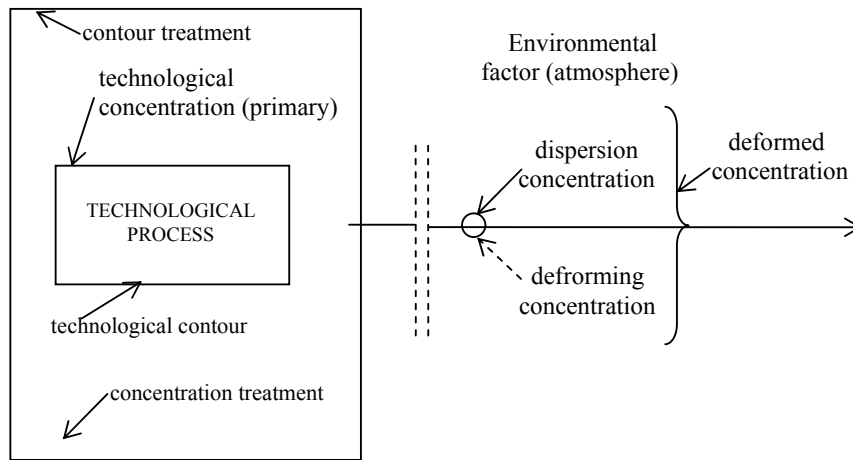 contour treatment
technological
concentration (primary)
TECHNOLOGICAL
PROCESS
technological contour
concentration treatment
Environmental
factor (atmosphere)
dispersion
concentration
defrorming
concentration
deformed
concentration